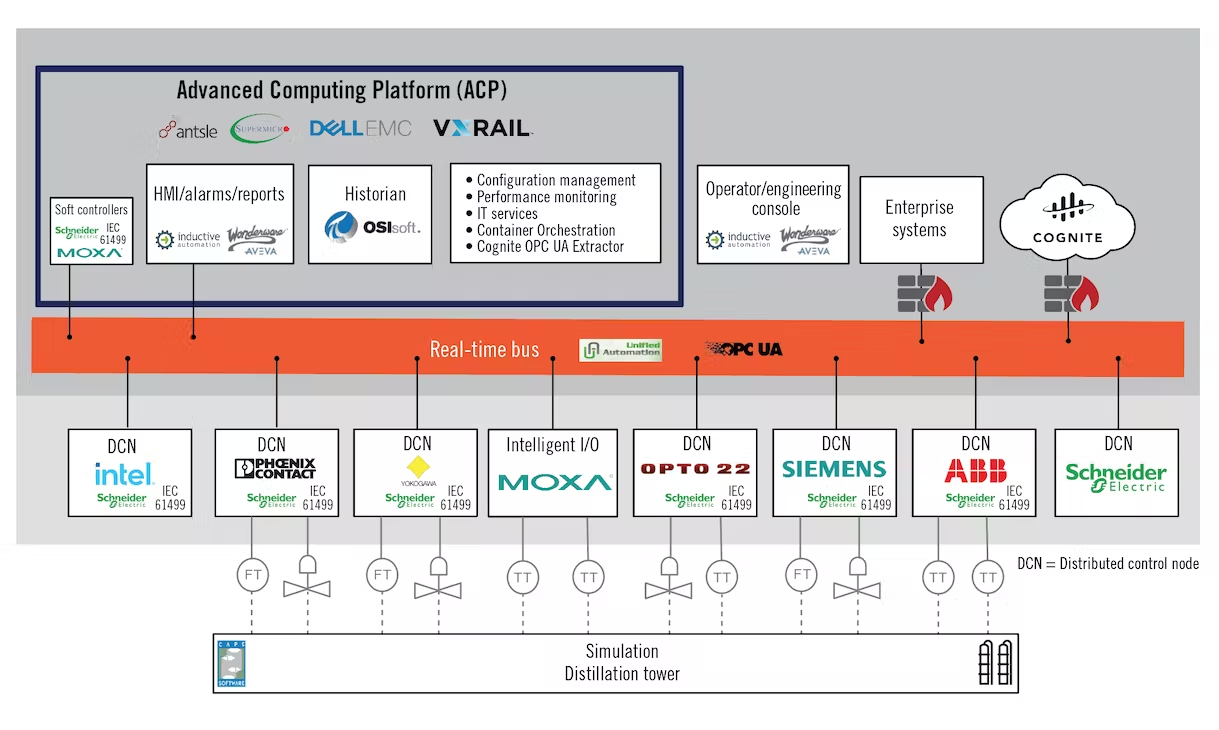 Advanced Computing Platform (ACP)
antsle
SUPERMICRO
DELLEMC
VXRAIL
Soft controllers
Schneider
Electric
IEC
61499
MOXA
HMI/alarms/reports
inductive
automation
Wonderware
AVEVA
Historian
OSIsoft.
• Configuration management
• Performance monitoring
• IT services
• Container Orchestration
• Cognite OPC UA Extractor
Operator/engineering
console
inductive
automation
Wonderware
AVEVA
Enterprise
systems
COGNITE
Real-time bus
Unified
Automation
OPC UA
DCN
intel.
Schneider
Electric
IEC
61499
DCN
PHOENIX
CONTACT
Schneider
Electric
IEC
61499
DCN
YOKOGAWA
Schneider
Electric
IEC
61499
Intelligent I/O
MOXA
DCN
OPTO 22
Schneider
Electric
IEC
61499
DCN
SIEMENS
Schneider
Electric
IEC
61499
DCN
ABB
Schneider
Electric
IEC
61499
DCN
Schneider
Electric
FT
FT
TT
TT
TT
FT
TT
TT
DCN = Distributed control node
CAPE
SOFTWARE
Simulation
Distillation tower